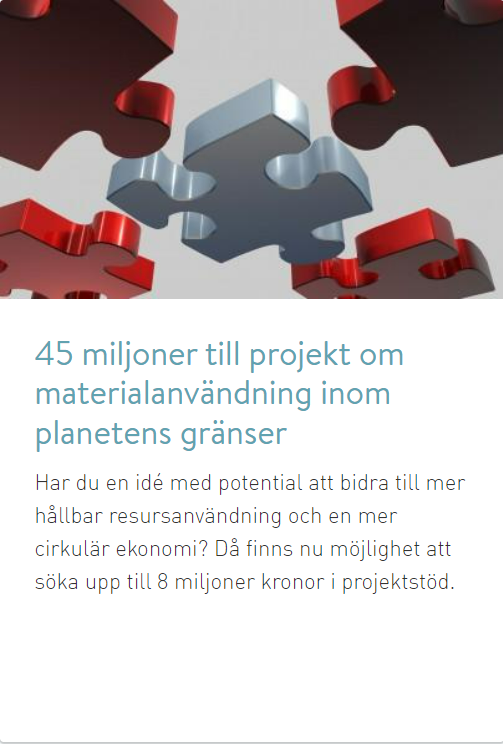 45 miljoner till projekt om
materialanvändning inom
planetens gränser
Har du en idé med potential att bidra till mer
hållbar resursanvändning och en mer
cirkulär ekonomi? Då finns nu möjlighet att
söka upp till 8 miljoner kronor i projektstöd.